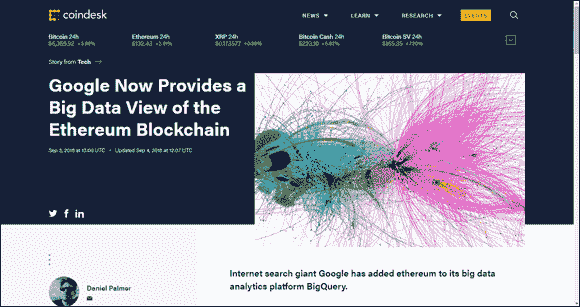 coindesk
NEWS
LEARN
RESEARCH
EVENTS
Bitcoin 24h
Ethereum 24h
XRP 24h
Bitcoin Cash 24h
Bitcoin SV 24h
Story from Tech
Google Now Provides a
Big Data View of the
Ethereum Blockchain
Internet search giant Google has added ethereum to its big data
analytics platform BigQuery.
Daniel Palmer